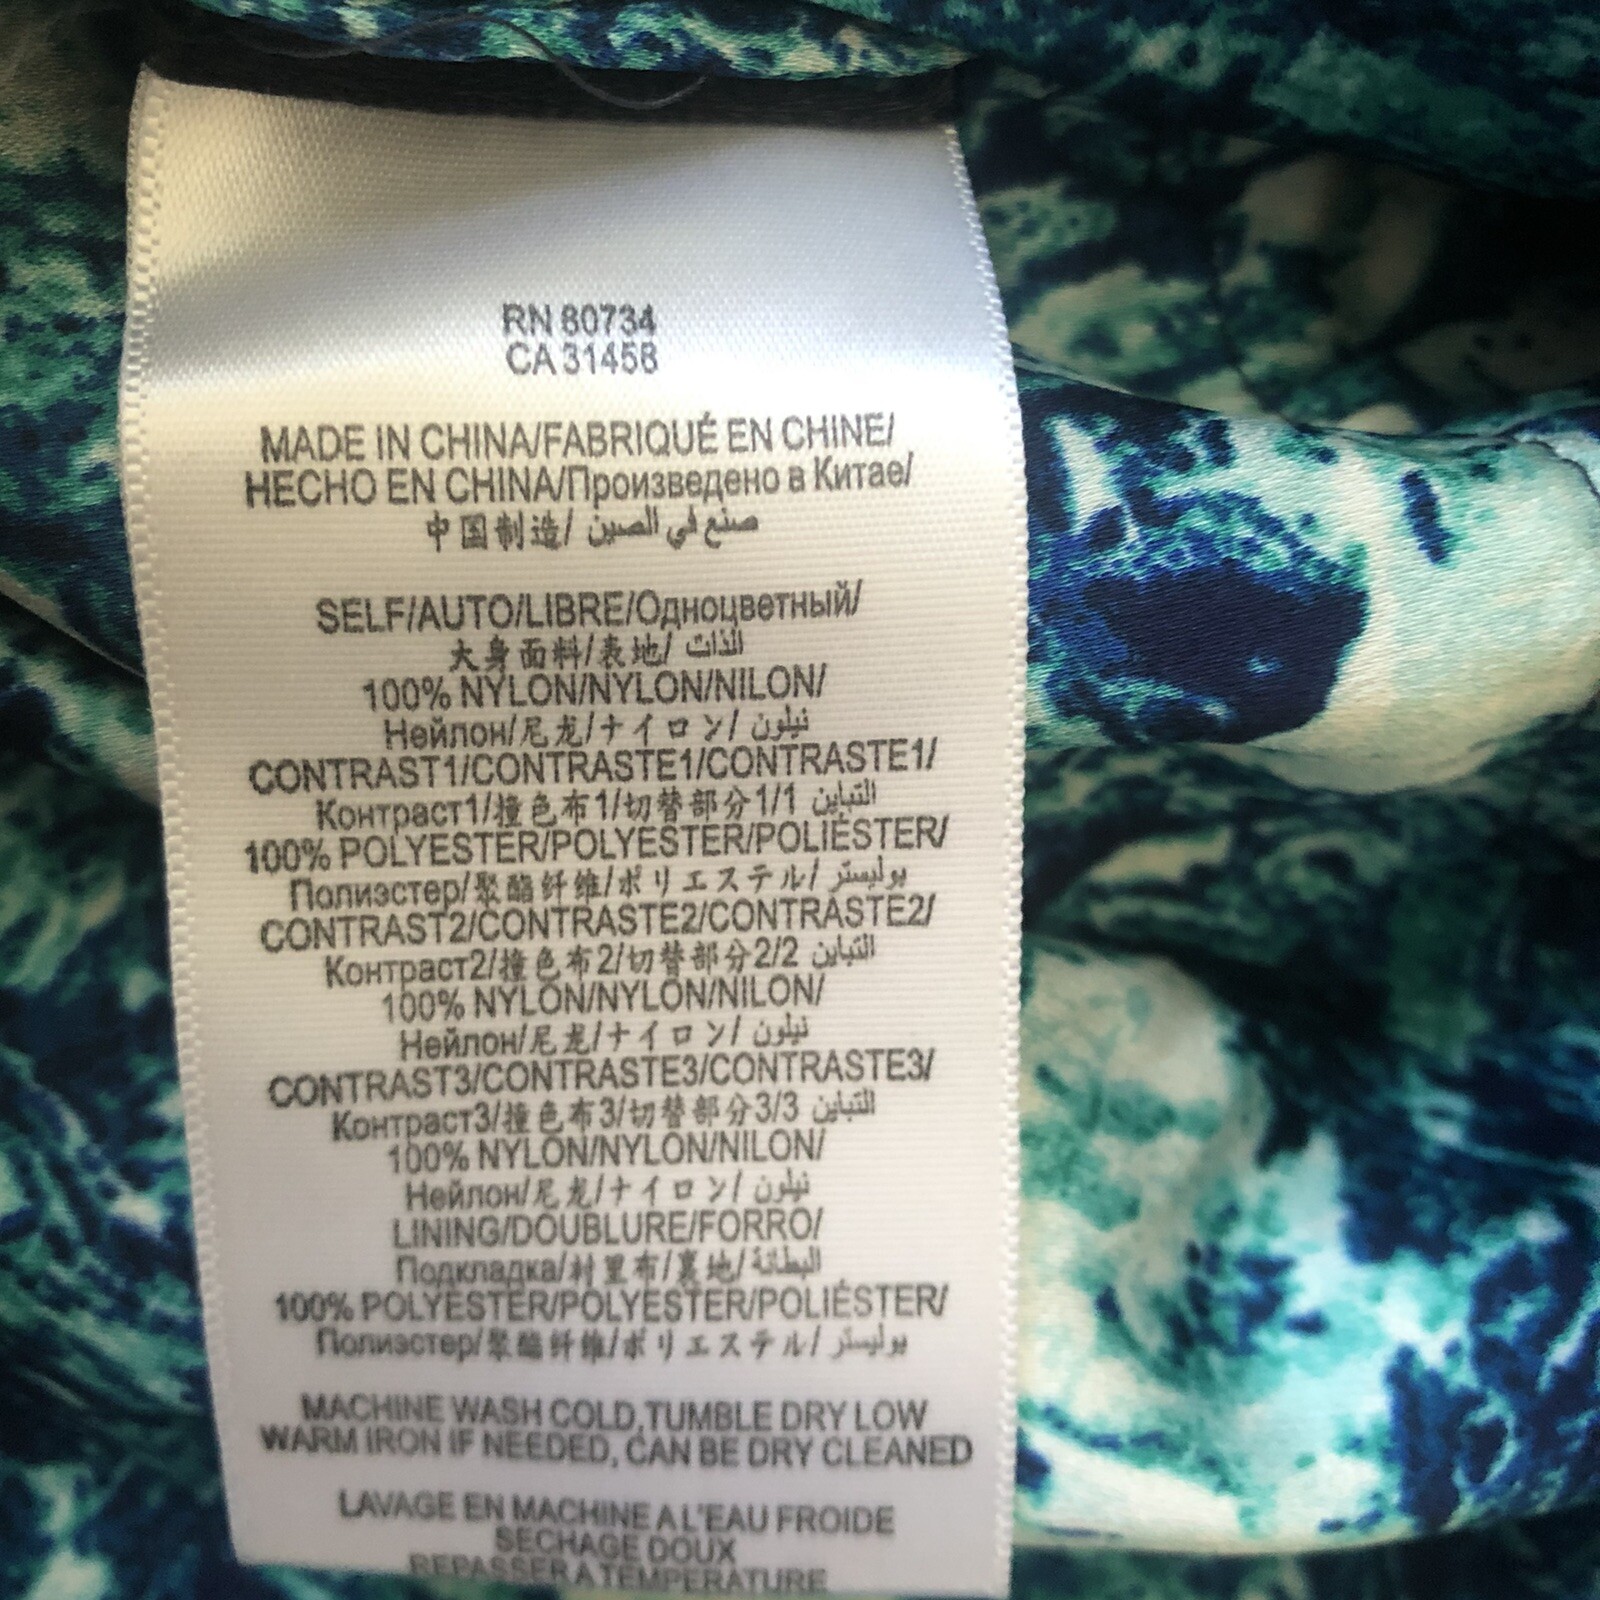 RN 80734
CA 31458
MADE IN CHINA/FABRIQUÉ EN CHINE/
HECHO EN CHINA/Произведено в Китае/
中国制造/ صنع في الصين
SELF/AUTO/LIBRE/Одноцветный/
大身面料/表地/ الذات
100% NYLON/NYLON/NILON/
Нейлон/尼龙/ナイロン/ نيلون
CONTRAST1/CONTRASTE1/CONTRASTE1/
Контраст1/撞色布1/切替部分1/1 التباين
100% POLYESTER/POLYESTER/POLIÉSTER/
Полиэстер/聚酯纤维/ポリエステル/ بوليستر
CONTRAST2/CONTRASTE2/CONTRASTE2/
Контраст2/撞色布2/切替部分2/2 التباين
100% NYLON/NYLON/NILON/
Нейлон/尼龙/ナイロン/ نيلون
CONTRAST3/CONTRASTE3/CONTRASTE3/
Контраст3/撞色布3/切替部分3/3 التباين
100% NYLON/NYLON/NILON/
Нейлон/尼龙/ナイロン/ نيلون
LINING/DOUBLURE/FORRO/
Подкладка/村里布/裏地/البطانة
100% POLYESTER/POLYESTER/POLIÉSTER/
Полиэстер/聚酯纤维/ポリエステル/ بوليستر
MACHINE WASH COLD,TUMBLE DRY LOW
WARM IRON IF NEEDED, CAN BE DRY CLEANED
LAVAGE EN MACHINE A L'EAU FROIDE
SECHAGE DOUX
REPASSER A TEMPERATURE